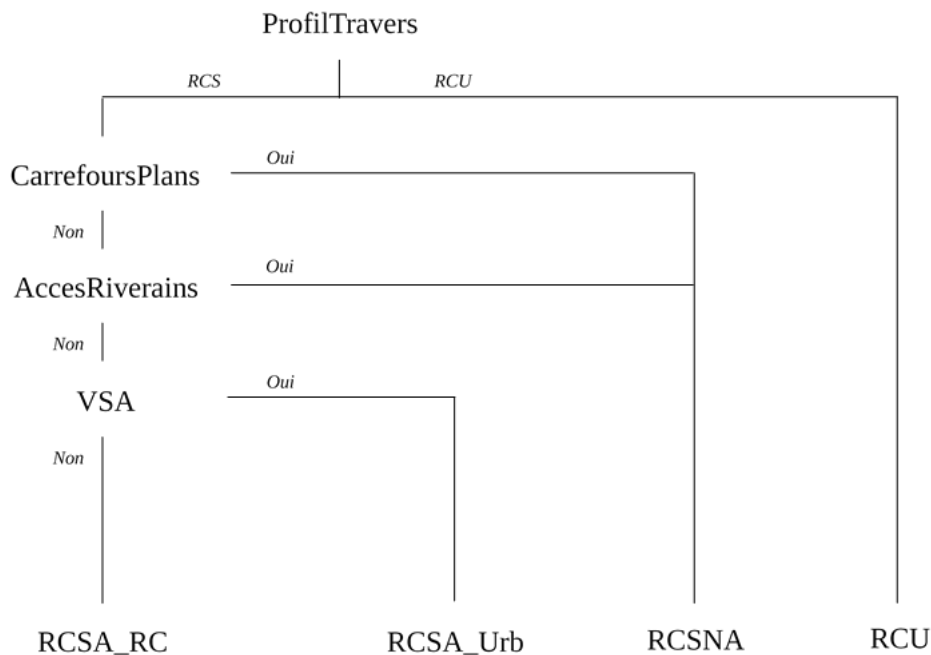 ProfilTravers
RCS
RCU
Oui
CarrefoursPlans
Non
Oui
AccesRiverains
Non
Oui
VSA
Non
RCSA_RC
RCSA_Urb
RCSNA
RCU